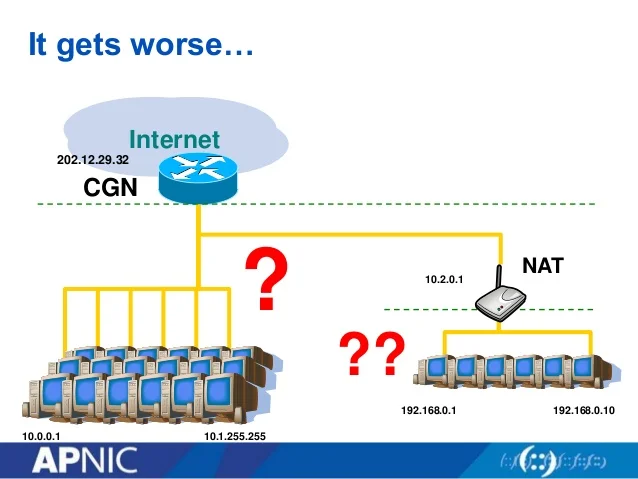 It gets worse…
Internet
202.12.29.32
CGN
?
NAT
10.2.0.1
??
192.168.0.1
192.168.0.10
10.0.0.1
10.1.255.255
APNIC